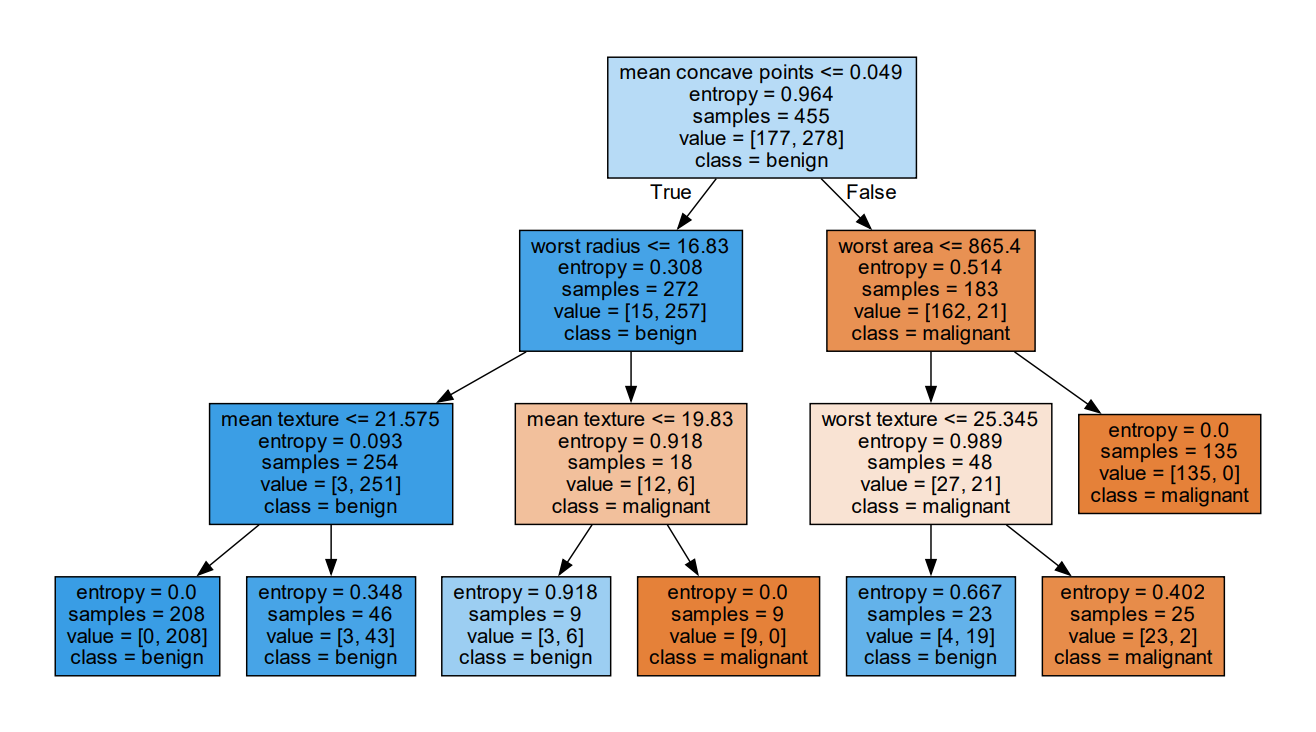 mean concave points <= 0.049
entropy = 0.964
samples = 455
value = [177, 278]
class = benign
True
False
worst radius <= 16.83
entropy = 0.308
samples = 272
value = [15, 257]
class = benign
worst area <= 865.4
entropy = 0.514
samples = 183
value = [162, 21]
class = malignant
mean texture <= 21.575
entropy = 0.093
samples = 254
value = [3, 251]
class = benign
mean texture <= 19.83
entropy = 0.918
samples = 18
value = [12, 6]
class = malignant
worst texture <= 25.345
entropy = 0.989
samples = 48
value = [27, 21]
class = malignant
entropy = 0.0
samples = 135
value = [135, 0]
class = malignant
entropy = 0.0
samples = 208
value = [0, 208]
class = benign
entropy = 0.348
samples = 46
value = [3, 43]
class = benign
entropy = 0.918
samples = 9
value = [3, 6]
class = benign
entropy = 0.0
samples = 9
value = [9, 0]
class = malignant
entropy = 0.667
samples = 23
value = [4, 19]
class = benign
entropy = 0.402
samples = 25
value = [23, 2]
class = malignant